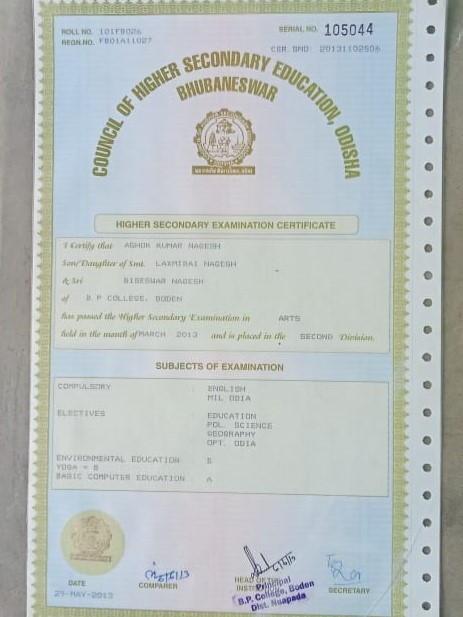 ROLL NO. 101FB026
SERIAL NO. 105044
REGN.NO. FB01A11027
CER. SNO 20131102506
COUNCIL OF HIGHER SECONDARY EDUCATION, ODISHA
BHUBANESWAR
HIGHER SECONDARY EXAMINATION CERTIFICATE
I Certify that ASHOK KUMAR NAGESH
Son/Daughter of Smt. LAXMIBAI NAGESH
& Sri BISESWAR NAGESH
of B.P COLLEGE, BODEN
has passed the Higher Secondary Examination in ARTS
held in the month of MARCH 2013 and is placed in the SECOND Division.
SUBJECTS OF EXAMINATION
COMPULSORY : ENGLISH
MIL ODIA
ELECTIVES : EDUCATION
POL. SCIENCE
GEOGRAPHY
OPT. ODIA
ENVIRONMENTAL EDUCATION : B
YOGA = B
BASIC COMPUTER EDUCATION : A
DATE
29-MAY-2013
COMPARER
HEAD OF THE
INSTITUTION
SECRETARY
Principal
B.P. College, Boden
Dist. Nuapada